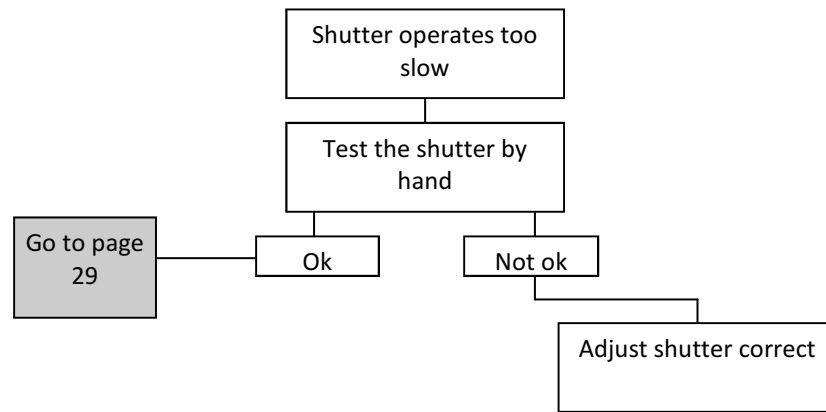 Shutter operates too
slow
Test the shutter by
hand
Go to page
29
Ok
Not ok
Adjust shutter correct